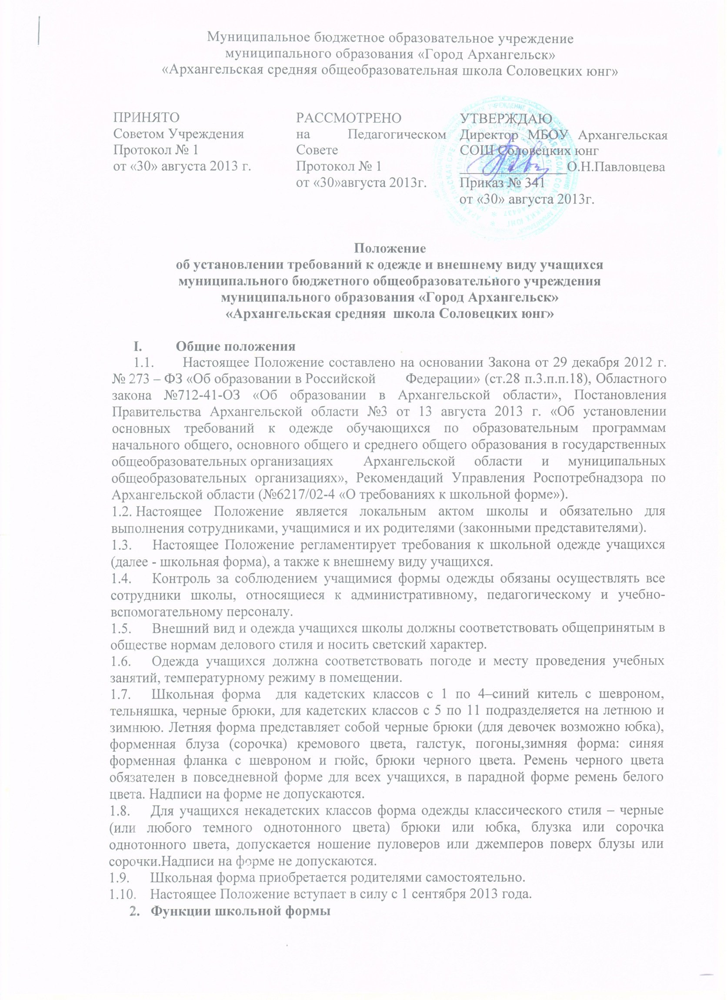 Муниципальное бюджетное образовательное учреждение
муниципального образования «Город Архангельск»
«Архангельская средняя общеобразовательная школа Соловецких юнг»
ПРИНЯТО
Советом Учреждения
Протокол № 1
от «30» августа 2013 г.
РАССМОТРЕНО
на Педагогическом
Совете
Протокол № 1
от «30»августа 2013г.
УТВЕРЖДАЮ
Директор МБОУ Архангельская
СОШ Соловецких юнг
_______________О.Н.Павловцева
Приказ № 341
от «30» августа 2013г.
Положение
об установлении требований к одежде и внешнему виду учащихся
муниципального бюджетного общеобразовательного учреждения
муниципального образования «Город Архангельск»
«Архангельская средняя школа Соловецких юнг»
I. Общие положения
1.1. Настоящее Положение составлено на основании Закона от 29 декабря 2012 г.
№ 273 – ФЗ «Об образовании в Российской Федерации» (ст.28 п.3.п.п.18), Областного
закона №712-41-ОЗ «Об образовании в Архангельской области», Постановления
Правительства Архангельской области №3 от 13 августа 2013 г. «Об установлении
основных требований к одежде обучающихся по образовательным программам
начального общего, основного общего и среднего общего образования в государственных
общеобразовательных организациях Архангельской области и муниципальных
общеобразовательных организациях», Рекомендаций Управления Роспотребнадзора по
Архангельской области (№6217/02-4 «О требованиях к школьной форме»).
1.2. Настоящее Положение является локальным актом школы и обязательно для
выполнения сотрудниками, учащимися и их родителями (законными представителями).
1.3. Настоящее Положение регламентирует требования к школьной одежде учащихся
(далее - школьная форма), а также к внешнему виду учащихся.
1.4. Контроль за соблюдением учащимися формы одежды обязаны осуществлять все
сотрудники школы, относящиеся к административному, педагогическому и учебно-
вспомогательному персоналу.
1.5. Внешний вид и одежда учащихся школы должны соответствовать общепринятым в
обществе нормам делового стиля и носить светский характер.
1.6. Одежда учащихся должна соответствовать погоде и месту проведения учебных
занятий, температурному режиму в помещении.
1.7. Школьная форма для кадетских классов с 1 по 4–синий китель с шевроном,
тельняшка, черные брюки, для кадетских классов с 5 по 11 подразделяется на летнюю и
зимнюю. Летняя форма представляет собой черные брюки (для девочек возможно юбка),
форменная блуза (сорочка) кремового цвета, галстук, погоны,зимняя форма: синяя
форменная фланка с шевроном и гюйс, брюки черного цвета. Ремень черного цвета
обязателен в повседневной форме для всех учащихся, в парадной форме ремень белого
цвета. Надписи на форме не допускаются.
1.8. Для учащихся некадетских классов форма одежды классического стиля – черные
(или любого темного однотонного цвета) брюки или юбка, блузка или сорочка
однотонного цвета, допускается ношение пуловеров или джемперов поверх блузы или
сорочки.Надписи на форме не допускаются.
1.9. Школьная форма приобретается родителями самостоятельно.
1.10. Настоящее Положение вступает в силу с 1 сентября 2013 года.
2. Функции школьной формы